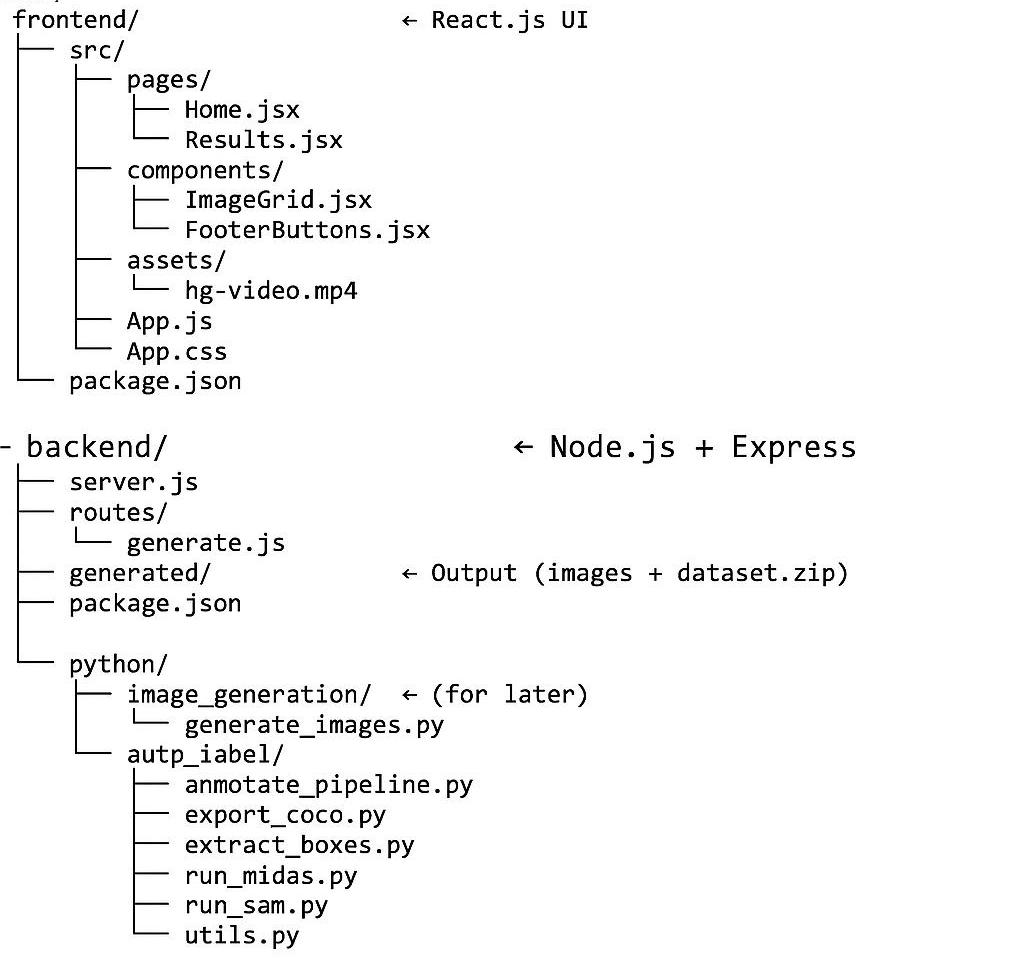 frontend/ ← React.js UI
src/
pages/
Home.jsx
Results.jsx
components/
ImageGrid.jsx
FooterButtons.jsx
assets/
hg-video.mp4
App.js
App.css
package.json
- backend/ ← Node.js + Express
server.js
routes/
generate.js
generated/ ← Output (images + dataset.zip)
package.json
python/
image_generation/ ← (for later)
generate_images.py
autp_iabel/
anmotate_pipeline.py
export_coco.py
extract_boxes.py
run_midas.py
run_sam.py
utils.py